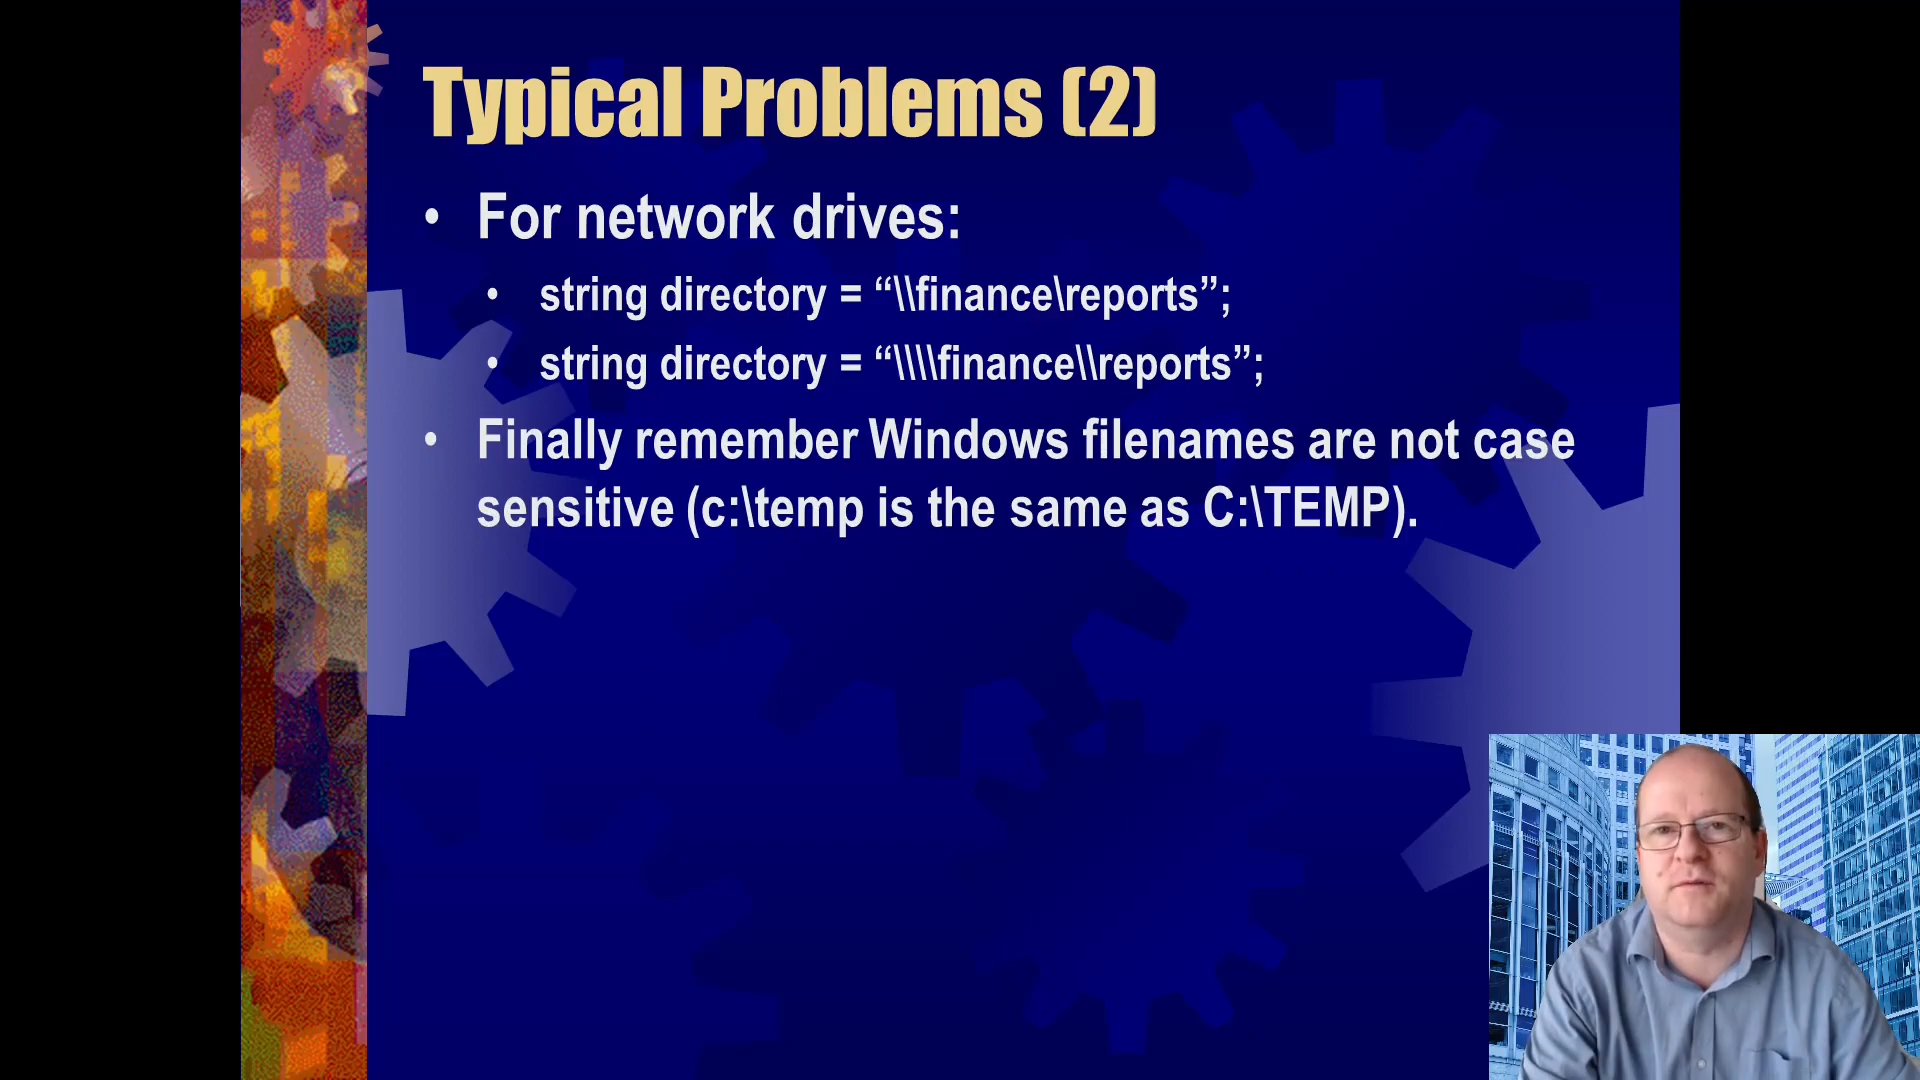 Typical Problems (2)
• For network drives:
• string directory = “\\finance\reports”;
• string directory = “\\\\finance\\reports”;
• Finally remember Windows filenames are not case
sensitive (c:\temp is the same as C:\TEMP).